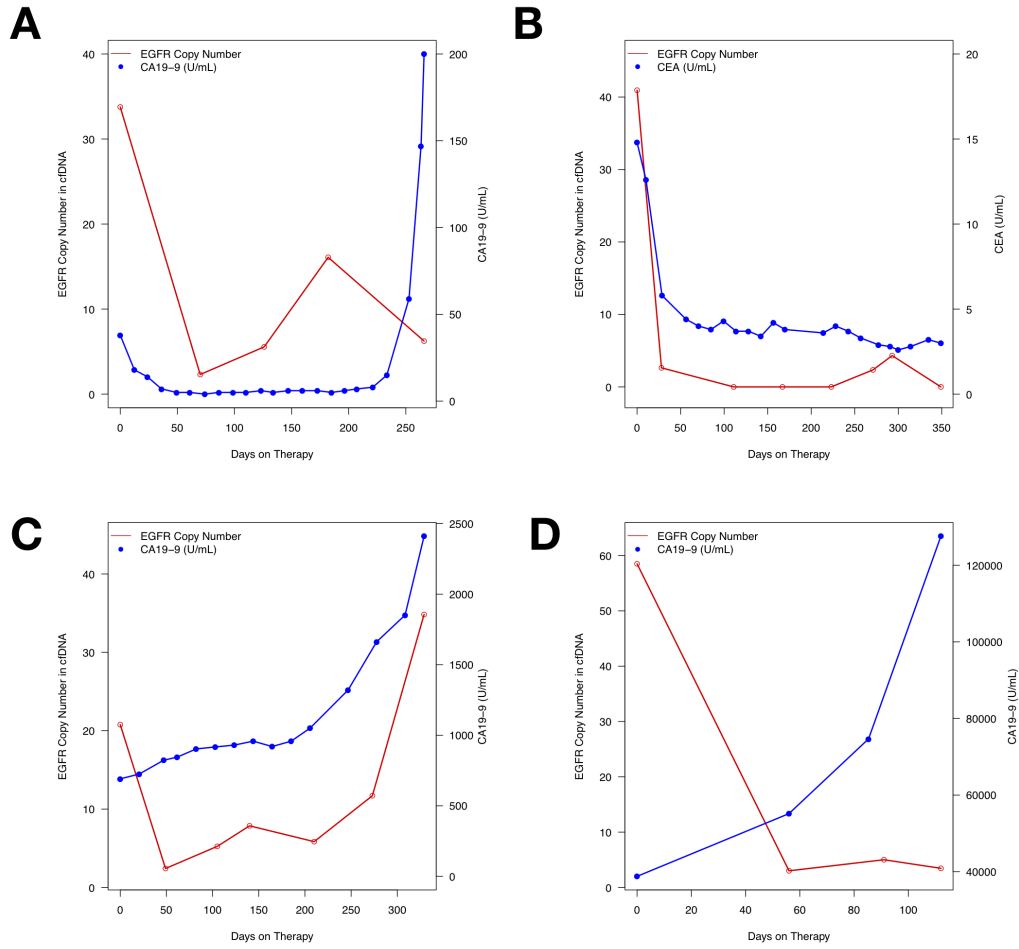 A
EGFR Copy Number
CA19−9 (U/mL)
EGFR Copy Number in cfDNA
0 10 20 30 40
0 50 100 150 200
CA19−9 (U/mL)
0 50 100 150 200 250
Days on Therapy
B
EGFR Copy Number
CEA (U/mL)
EGFR Copy Number in cfDNA
0 10 20 30 40
0 5 10 15 20
CEA (U/mL)
0 50 100 150 200 250 300 350
Days on Therapy
C
EGFR Copy Number
CA19−9 (U/mL)
EGFR Copy Number in cfDNA
0 10 20 30 40
0 500 1000 1500 2000 2500
CA19−9 (U/mL)
0 50 100 150 200 250 300
Days on Therapy
D
EGFR Copy Number
CA19−9 (U/mL)
EGFR Copy Number in cfDNA
0 10 20 30 40 50 60
40000 60000 80000 100000 120000
CA19−9 (U/mL)
0 20 40 60 80 100
Days on Therapy